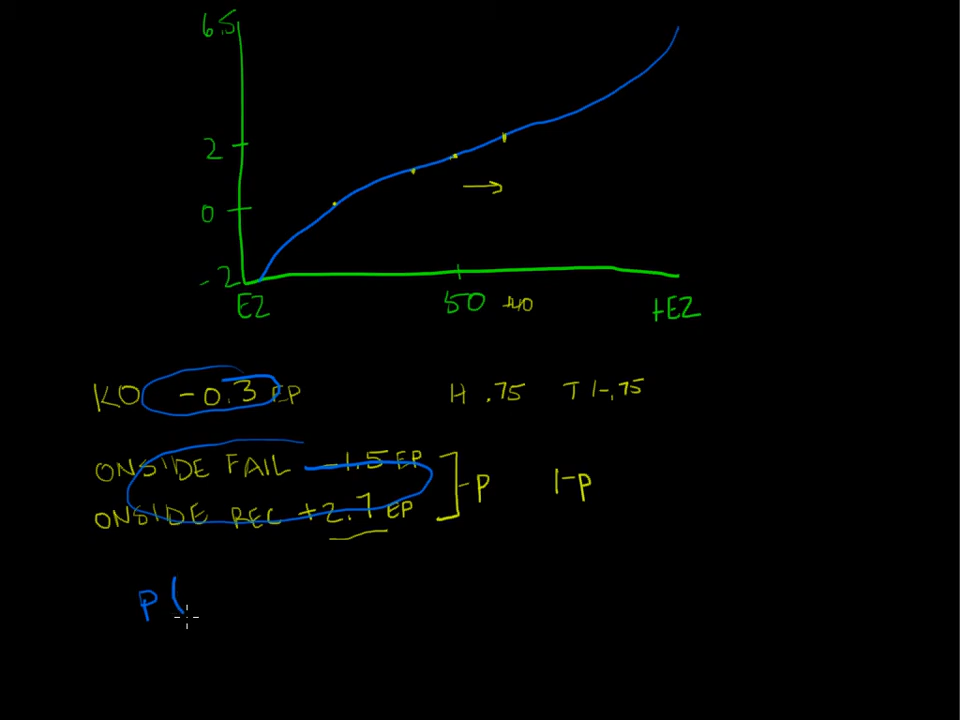 6.5
2
0
-2
EZ 50 +40 +EZ
KO -0.3 EP H .75 T 1-.75
ONSIDE FAIL -1.5 EP
P 1-P
ONSIDE REC +2.7 EP
P (